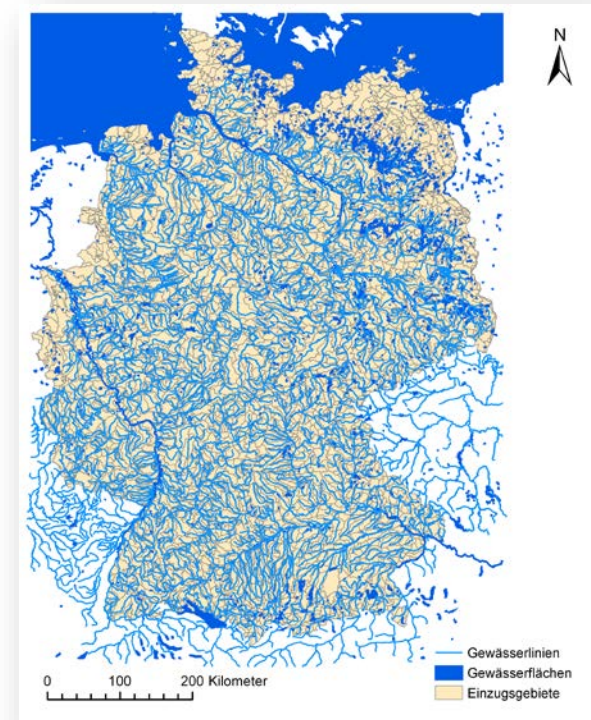 N
Gewässerlinien
Gewässerflächen
Einzugsgebiete
0 100 200 Kilometer